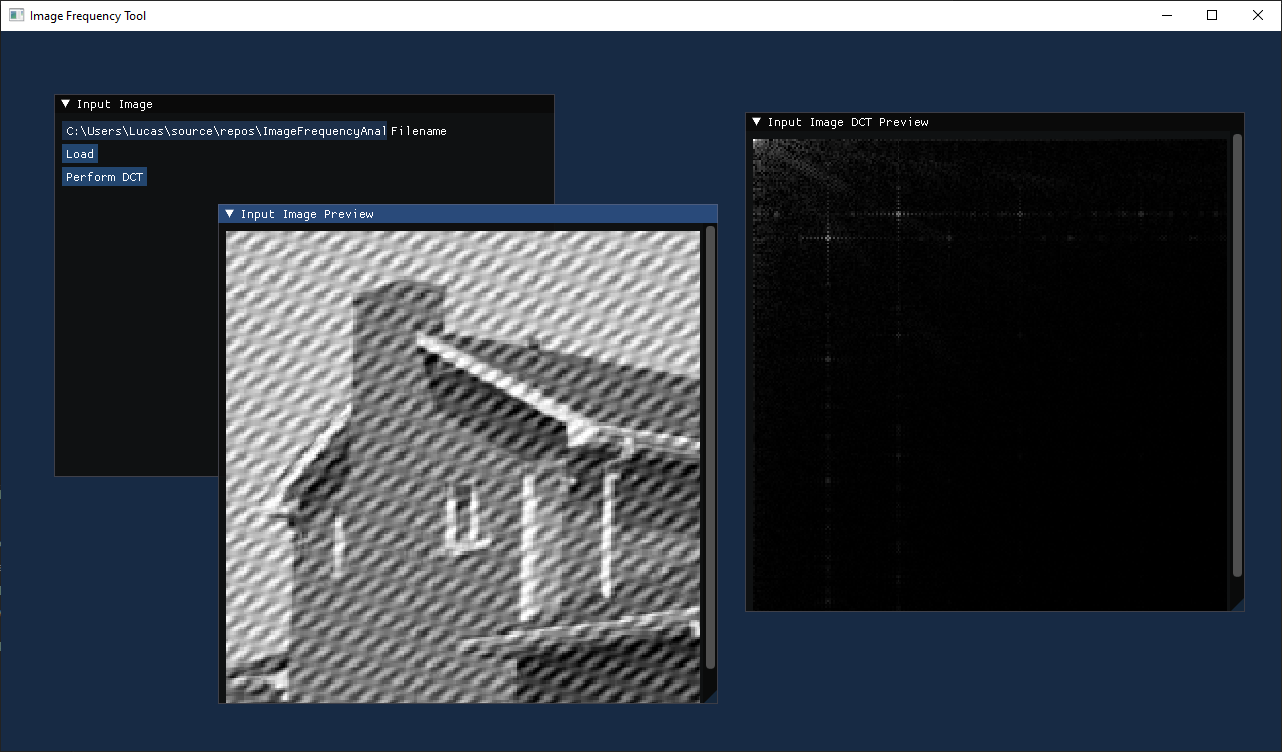 Image Frequency Tool
Input Image
C:\Users\Lucas\source\repos\ImageFrequencyAnal Filename
Load
Perform DCT
Input Image Preview
Input Image DCT Preview